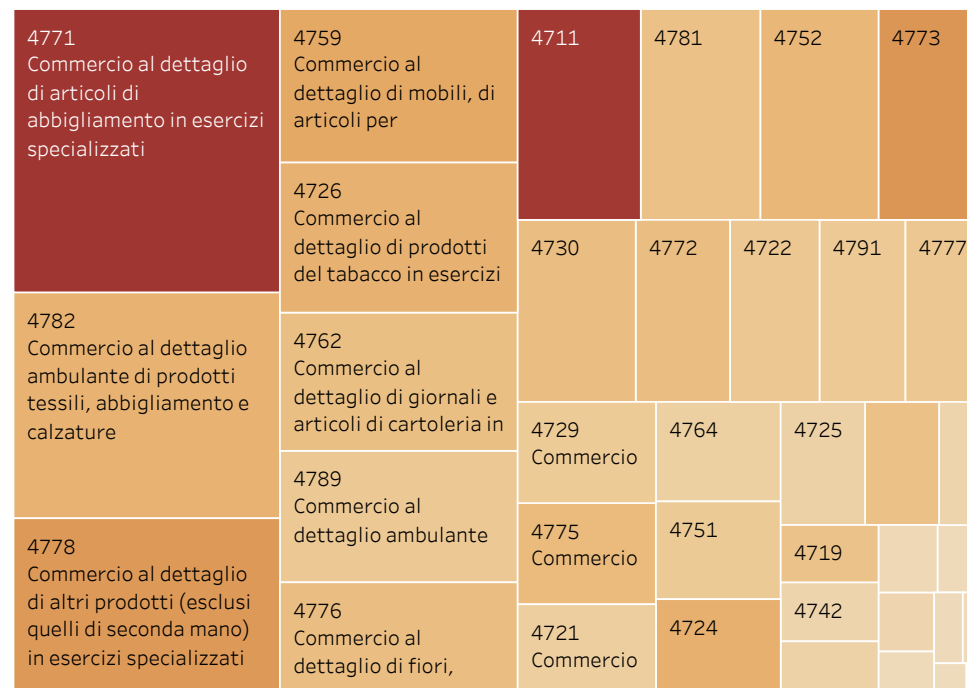 4771
Commercio al dettaglio
di articoli di
abbigliamento in esercizi
specializzati
4782
Commercio al dettaglio
ambulante di prodotti
tessili, abbigliamento e
calzature
4778
Commercio al dettaglio
di altri prodotti (esclusi
quelli di seconda mano)
in esercizi specializzati
4759
Commercio al
dettaglio di mobili, di
articoli per
4726
Commercio al
dettaglio di prodotti
del tabacco in esercizi
4762
Commercio al
dettaglio di giornali e
articoli di cartoleria in
4789
Commercio al
dettaglio ambulante
4776
Commercio al
dettaglio di fiori,
4711
4781
4752
4773
4730
4772
4722
4791
4777
4729
Commercio
4764
4725
4775
Commercio
4751
4719
4721
Commercio
4724
4742